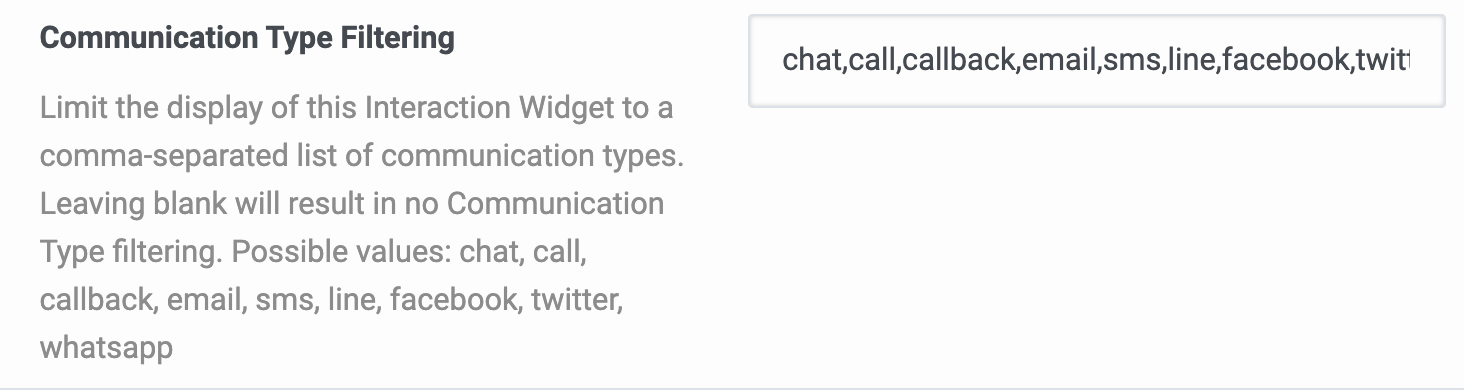 Communication Type Filtering
chat,call,callback,email,sms,line,facebook,twitt
Limit the display of this Interaction Widget to a
comma-separated list of communication types.
Leaving blank will result in no Communication
Type filtering. Possible values: chat, call,
callback, email, sms, line, facebook, twitter,
whatsapp